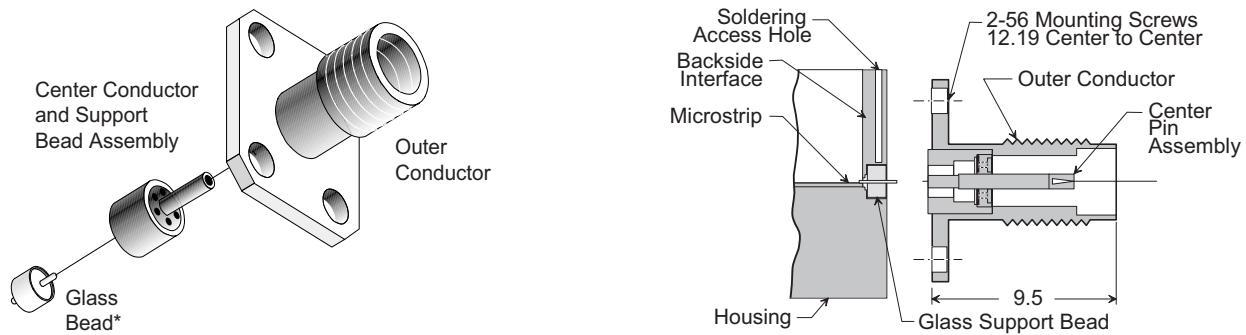 Center Conductor
and Support
Bead Assembly
Outer
Conductor
Glass
Bead*
Soldering
Access Hole
Backside
Interface
Microstrip
Housing
2-56 Mounting Screws
12.19 Center to Center
Outer Conductor
Center
Pin
Assembly
9.5
Glass Support Bead